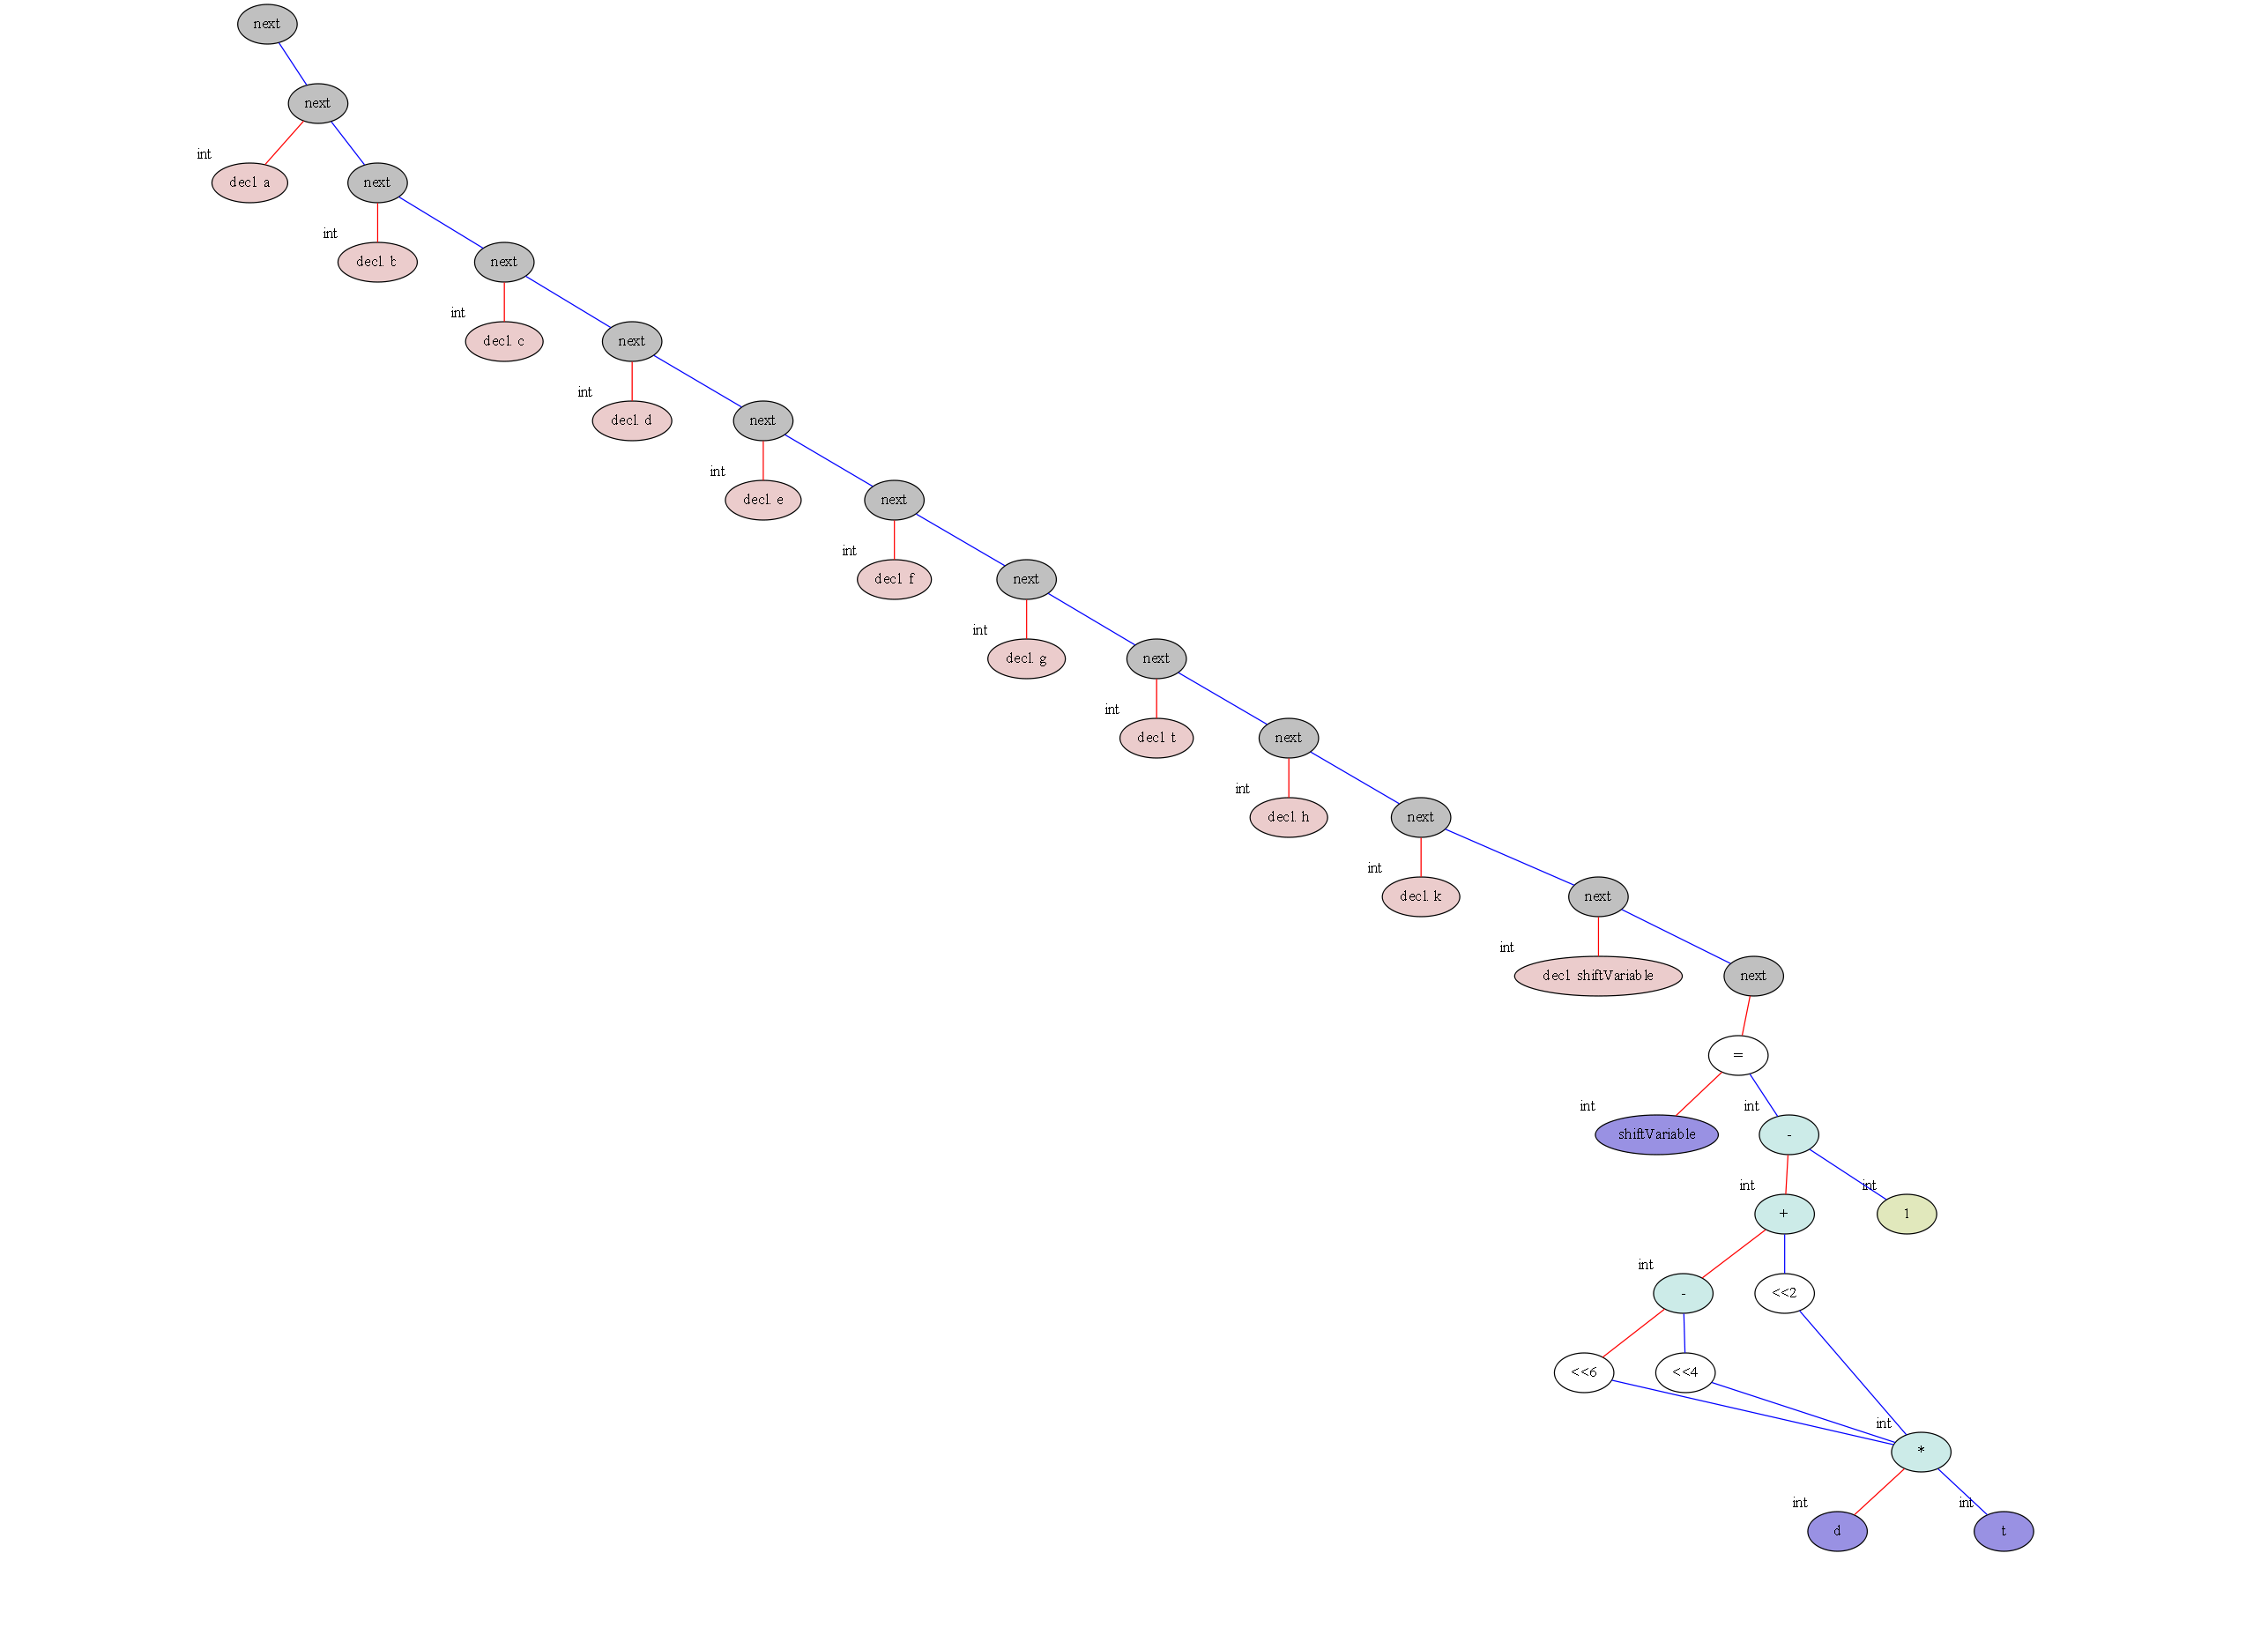 next
next
int
decl a
next
int
decl. b
next
int
decl. c
next
int
decl. d
next
int
decl. e
next
int
decl f
next
int
decl. g
next
int
decl t
next
int
decl. h
next
int
decl. k
next
int
decl shiftVariable
next
=
int
shiftVariable
int
-
int
+
int
1
int
-
<<2
<<6
<<4
int
*
int
d
int
t